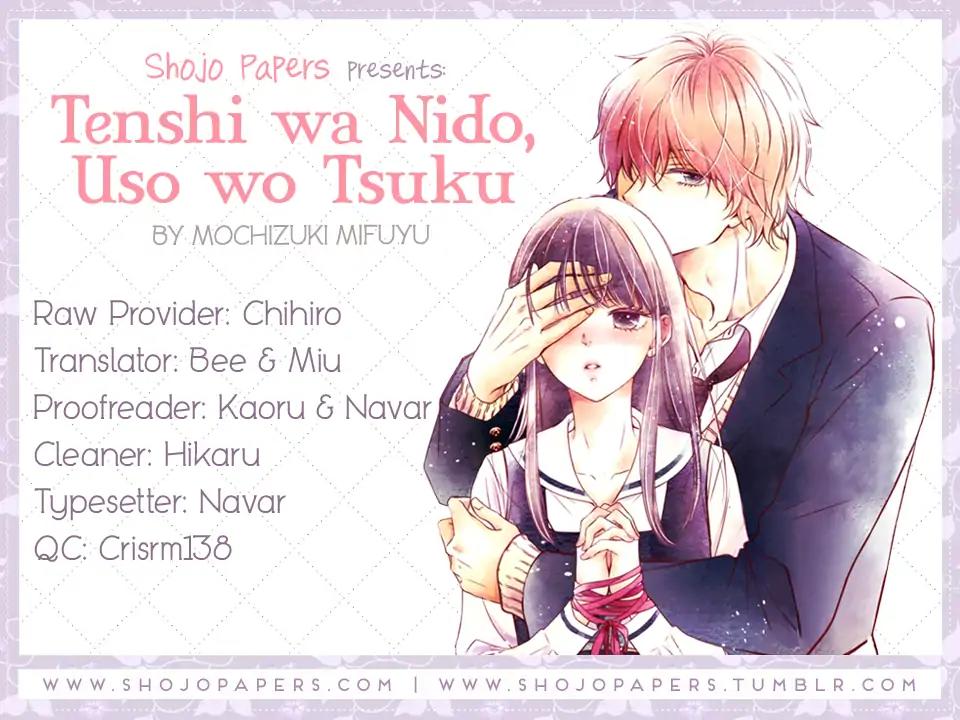 Shojo Papers presents:
Tenshi wa Nido,
Uso wo Tsuku
BY MOCHIZUKI MIFUYU
Raw Provider: Chihiro
Translator: Bee & Miu
Proofreader: Kaoru & Navar
Cleaner: Hikaru
Typesetter: Navar
QC: Crisrm138
WWW.SHOJOPAPERS.COM | WWW.SHOJOPAPERS.TUMBLR.COM